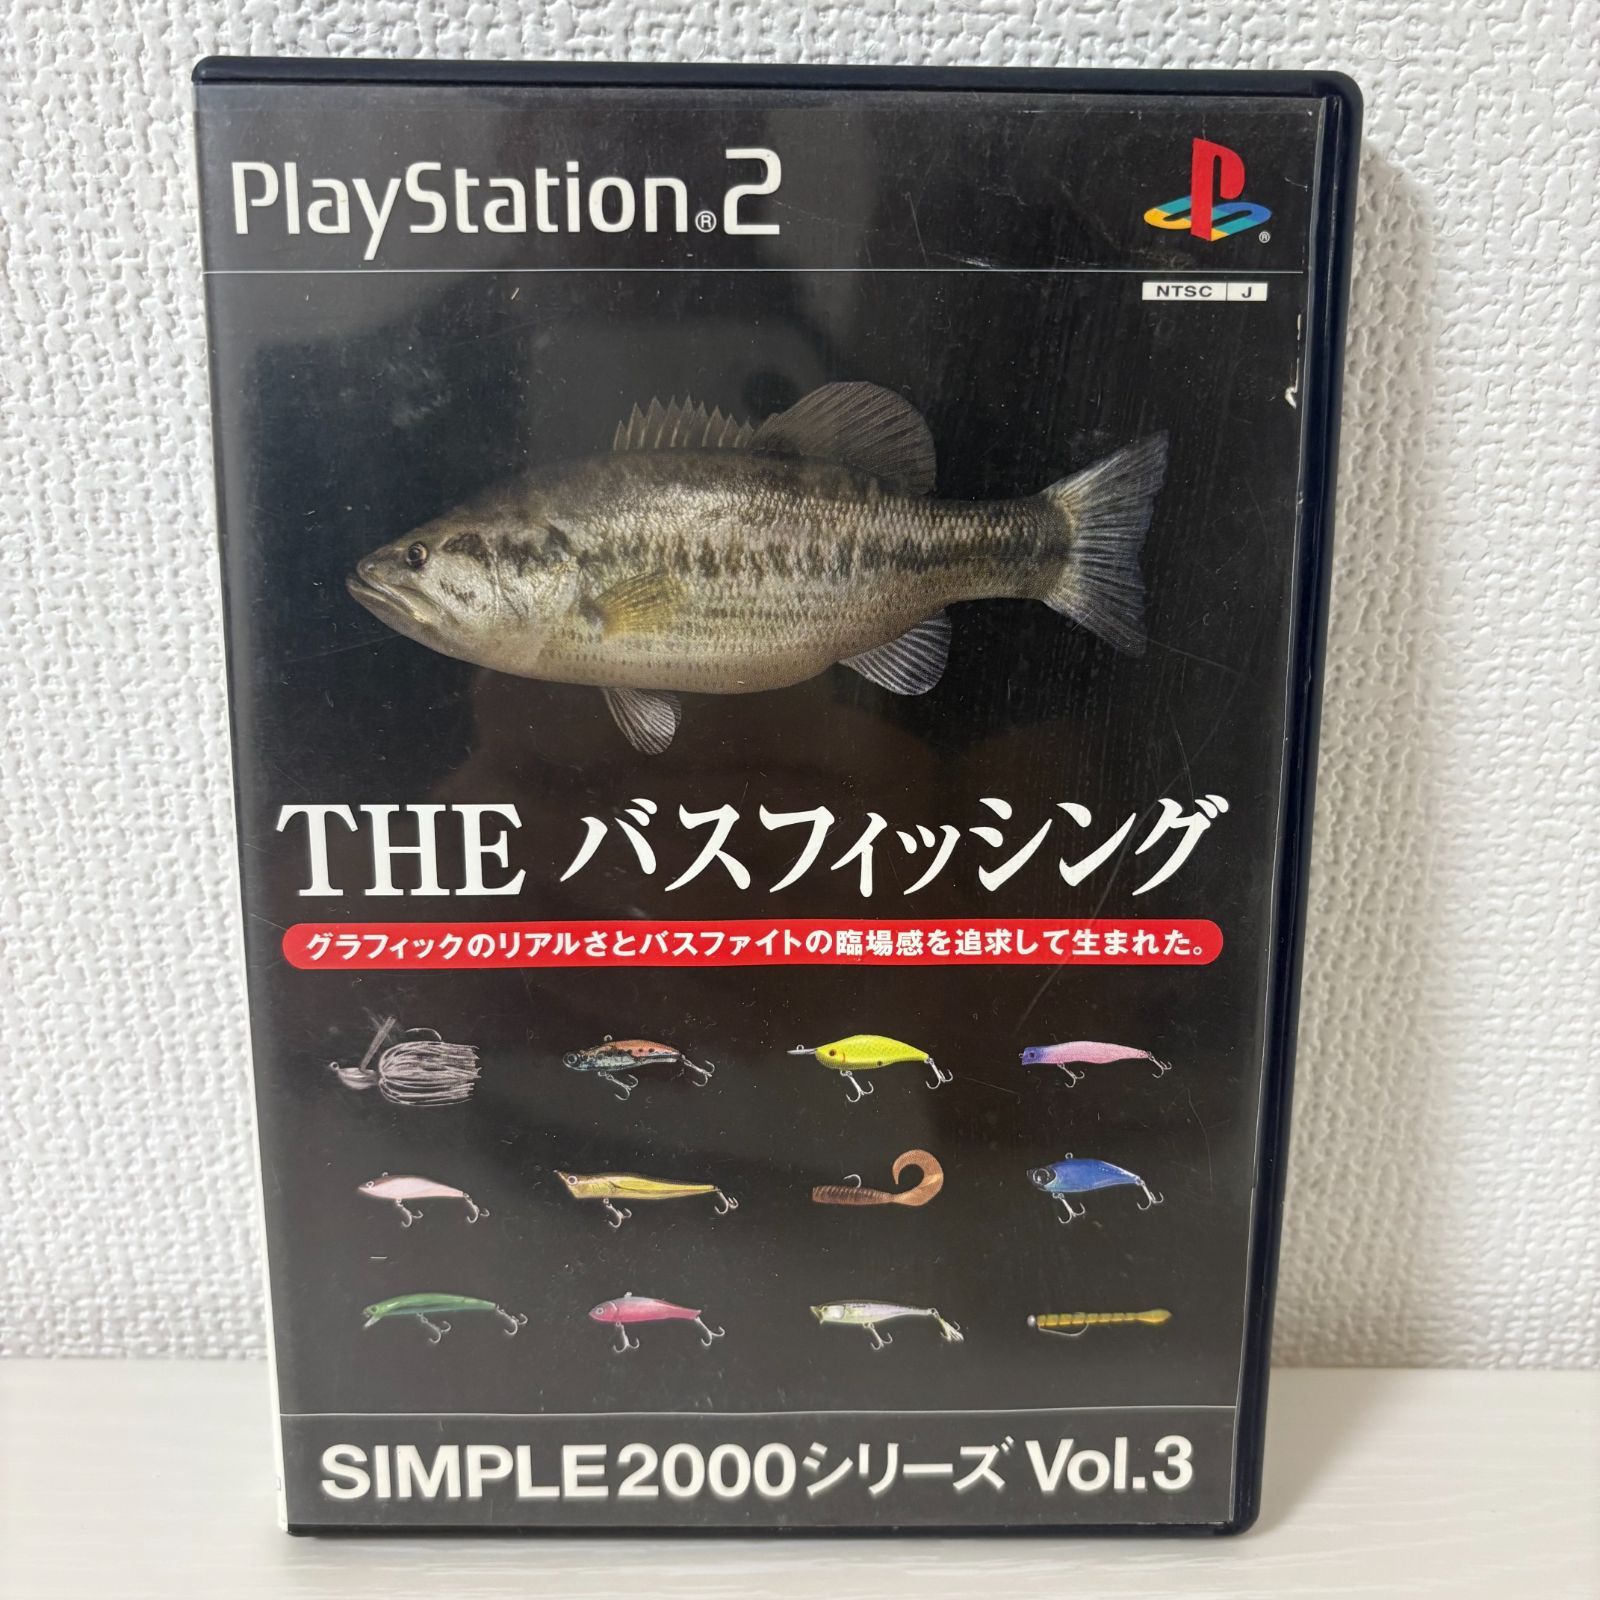 PlayStation®2
®
NTSC J
THE バスフィッシング
グラフィックのリアルさとバスファイトの臨場感を追求して生まれた。
SIMPLE2000シリーズ Vol.3